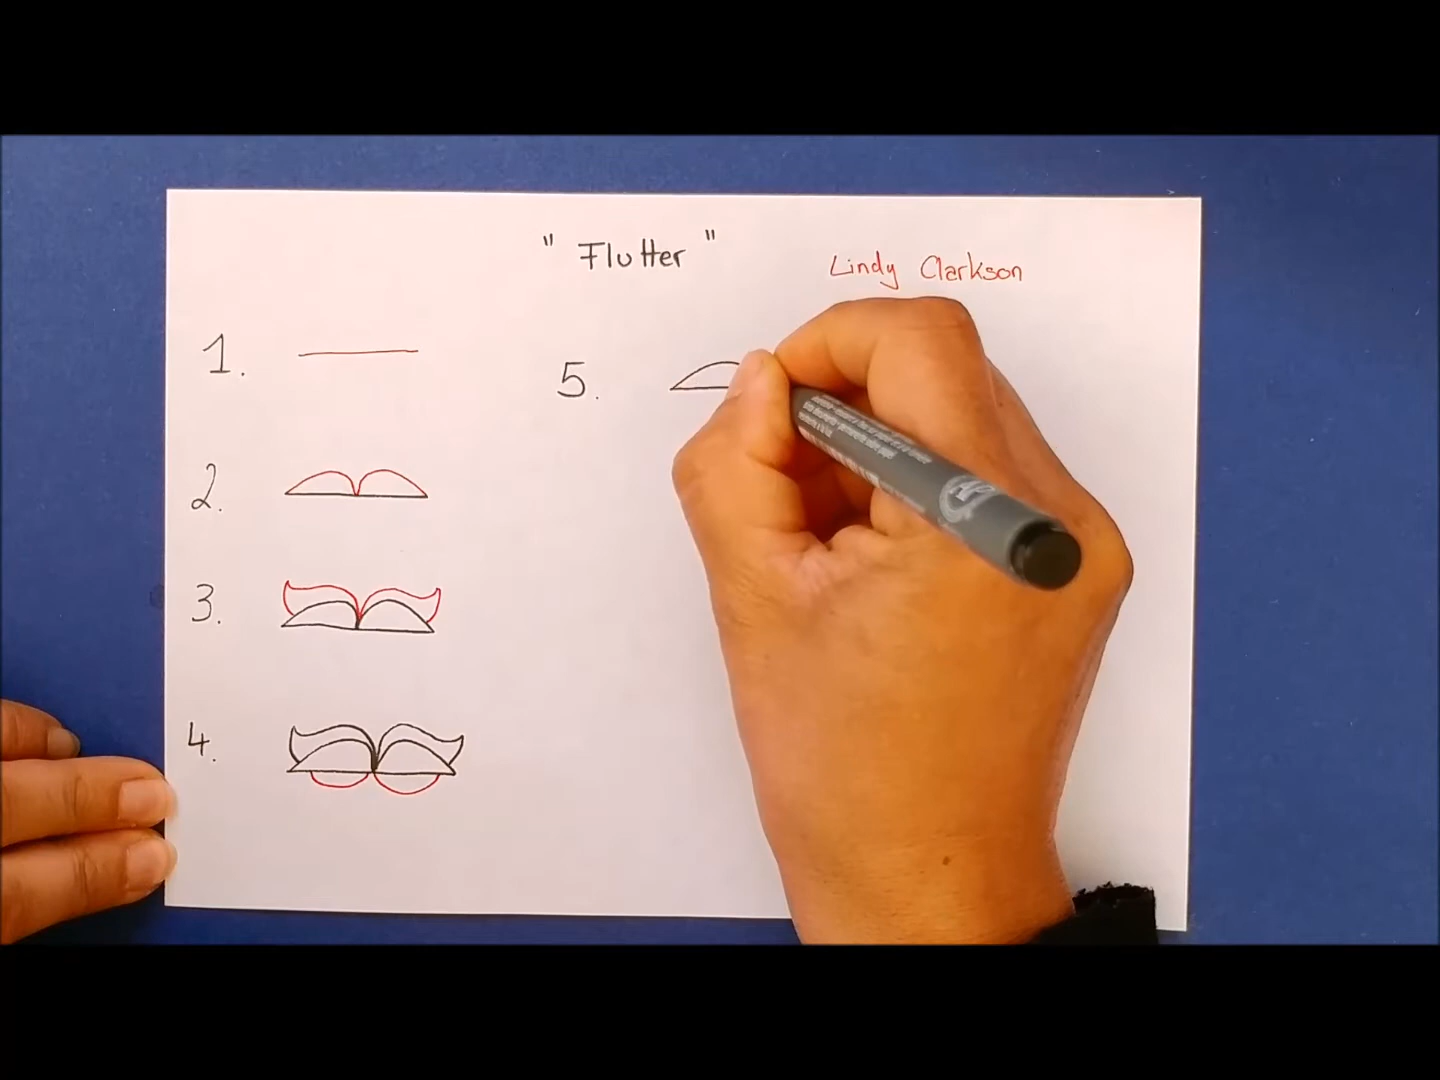 " Flutter "
Lindy Clarkson
1.
2.
3.
4.
5.